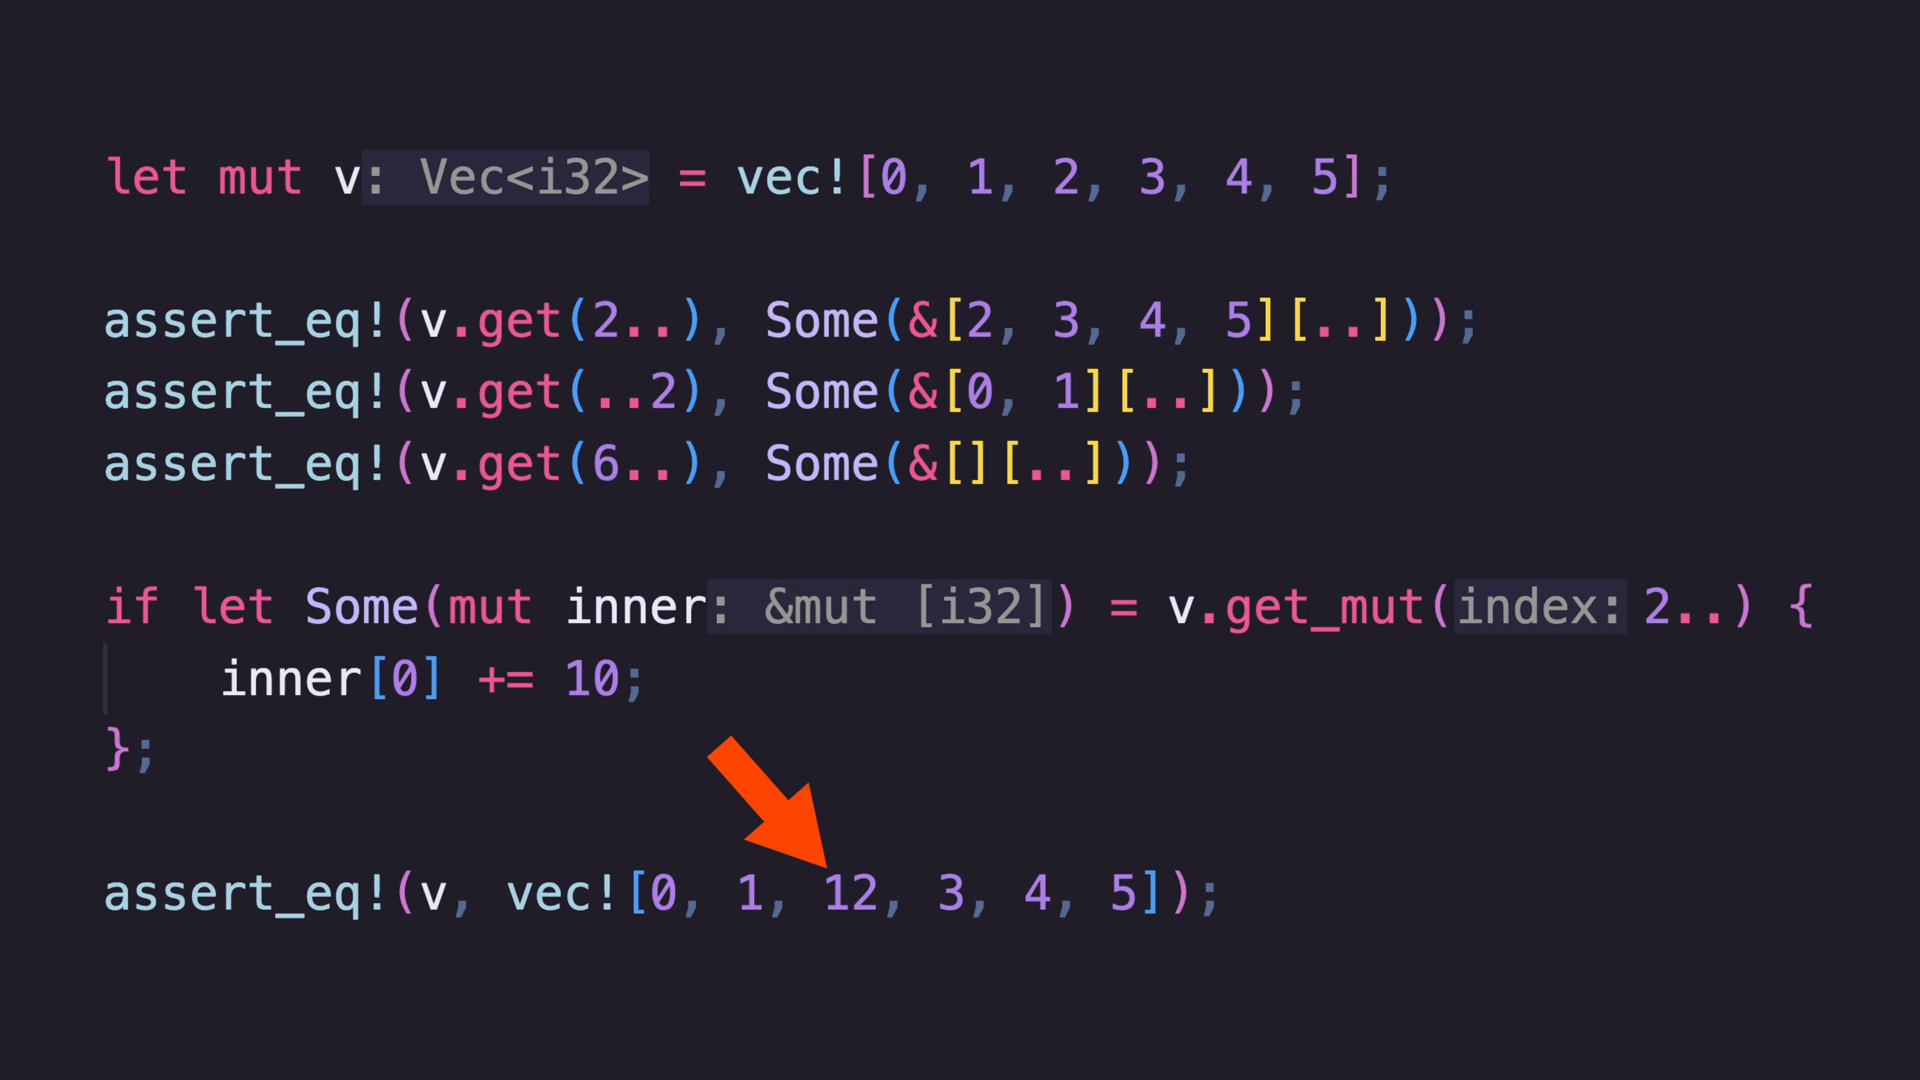 let mut v: Vec<i32> = vec![0, 1, 2, 3, 4, 5];
assert_eq!(v.get(2..), Some(&[2, 3, 4, 5][..]));
assert_eq!(v.get(..2), Some(&[0, 1][..]));
assert_eq!(v.get(6..), Some(&[][..]));
if let Some(mut inner: &mut [i32]) = v.get_mut(index: 2..) {
    inner[0] += 10;
};
assert_eq!(v, vec![0, 1, 12, 3, 4, 5]);